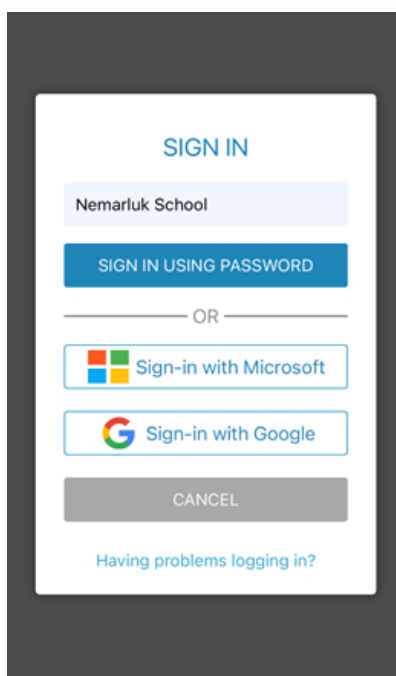 SIGN IN
Nemarluk School
SIGN IN USING PASSWORD
OR
Sign-in with Microsoft
Sign-in with Google
CANCEL
Having problems logging in?